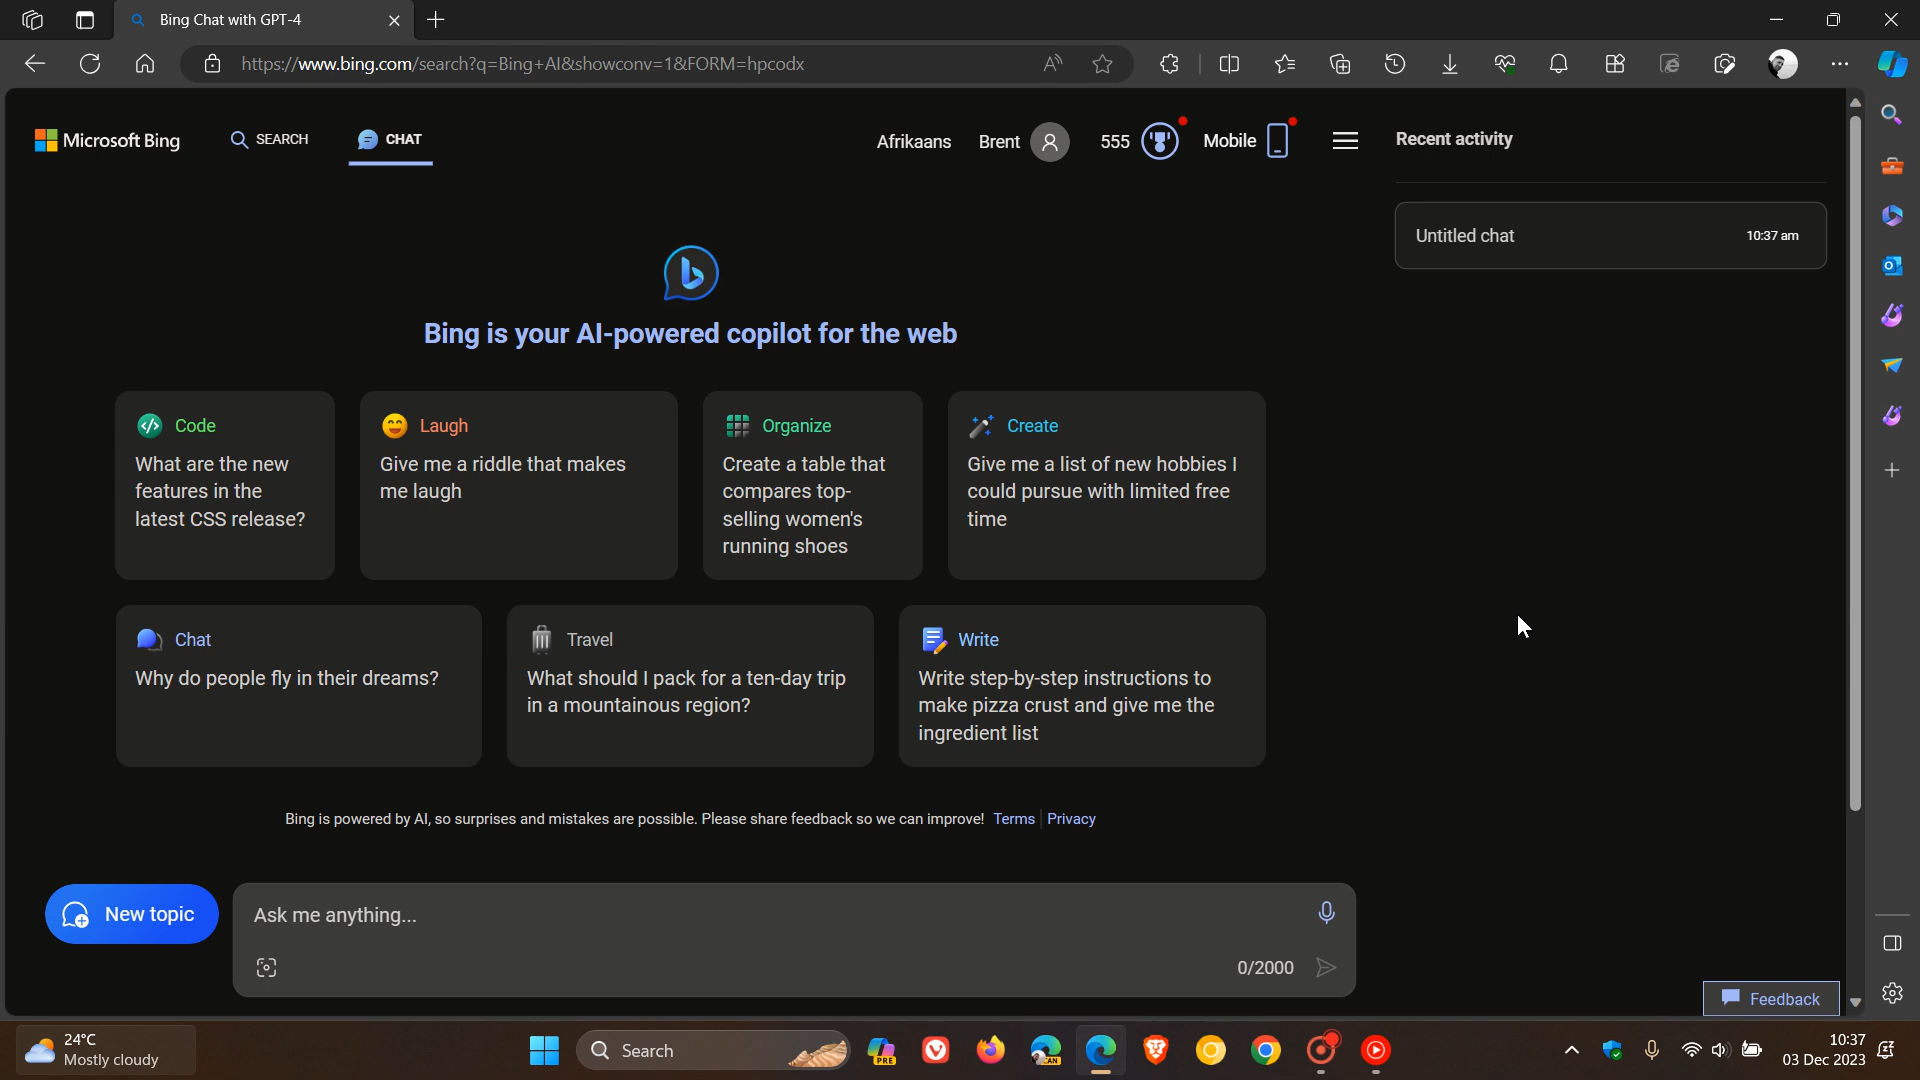 Bing Chat with GPT-4
https://www.bing.com/search?q=Bing+AI&showconv=1&FORM=hpcodx
Microsoft Bing
SEARCH
CHAT
Afrikaans
Brent
555
Mobile
Recent activity
Untitled chat
10:37 am
Bing is your AI-powered copilot for the web
Code
What are the new
features in the
latest CSS release?
Laugh
Give me a riddle that makes
me laugh
Organize
Create a table that
compares top-
selling women's
running shoes
Create
Give me a list of new hobbies I
could pursue with limited free
time
Chat
Why do people fly in their dreams?
Travel
What should I pack for a ten-day trip
in a mountainous region?
Write
Write step-by-step instructions to
make pizza crust and give me the
ingredient list
Bing is powered by AI, so surprises and mistakes are possible. Please share feedback so we can improve! Terms | Privacy
New topic
Ask me anything...
0/2000
Feedback
24°C
Mostly cloudy
Search
PRE
CAN
10:37
03 Dec 2023